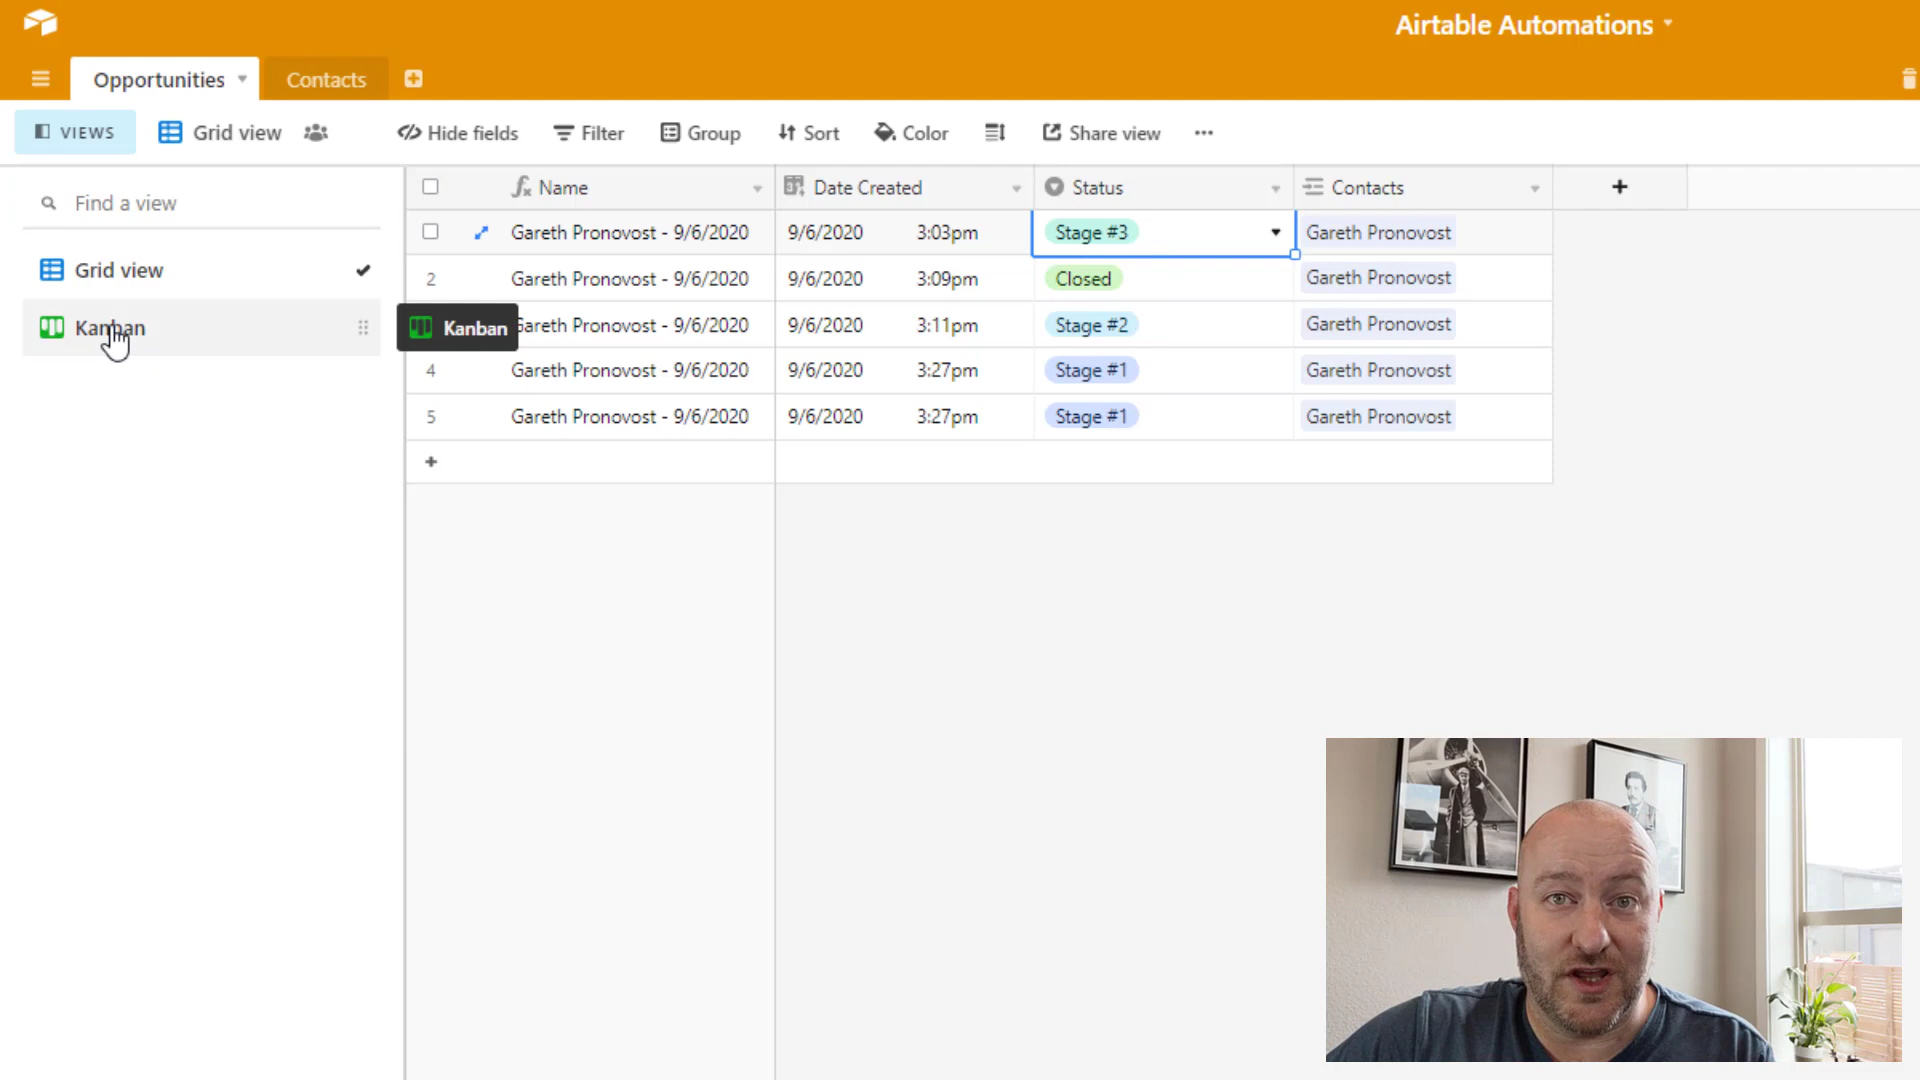 Airtable Automations
Opportunities Contacts
VIEWS Grid view Hide fields Filter Group Sort Color Share view
Find a view
Grid view
Kanban
Kanban
Name Date Created Status Contacts
Gareth Pronovost - 9/6/2020 9/6/2020 3:03pm Stage #3 Gareth Pronovost
2 Gareth Pronovost - 9/6/2020 9/6/2020 3:09pm Closed Gareth Pronovost
Gareth Pronovost - 9/6/2020 9/6/2020 3:11pm Stage #2 Gareth Pronovost
4 Gareth Pronovost - 9/6/2020 9/6/2020 3:27pm Stage #1 Gareth Pronovost
5 Gareth Pronovost - 9/6/2020 9/6/2020 3:27pm Stage #1 Gareth Pronovost